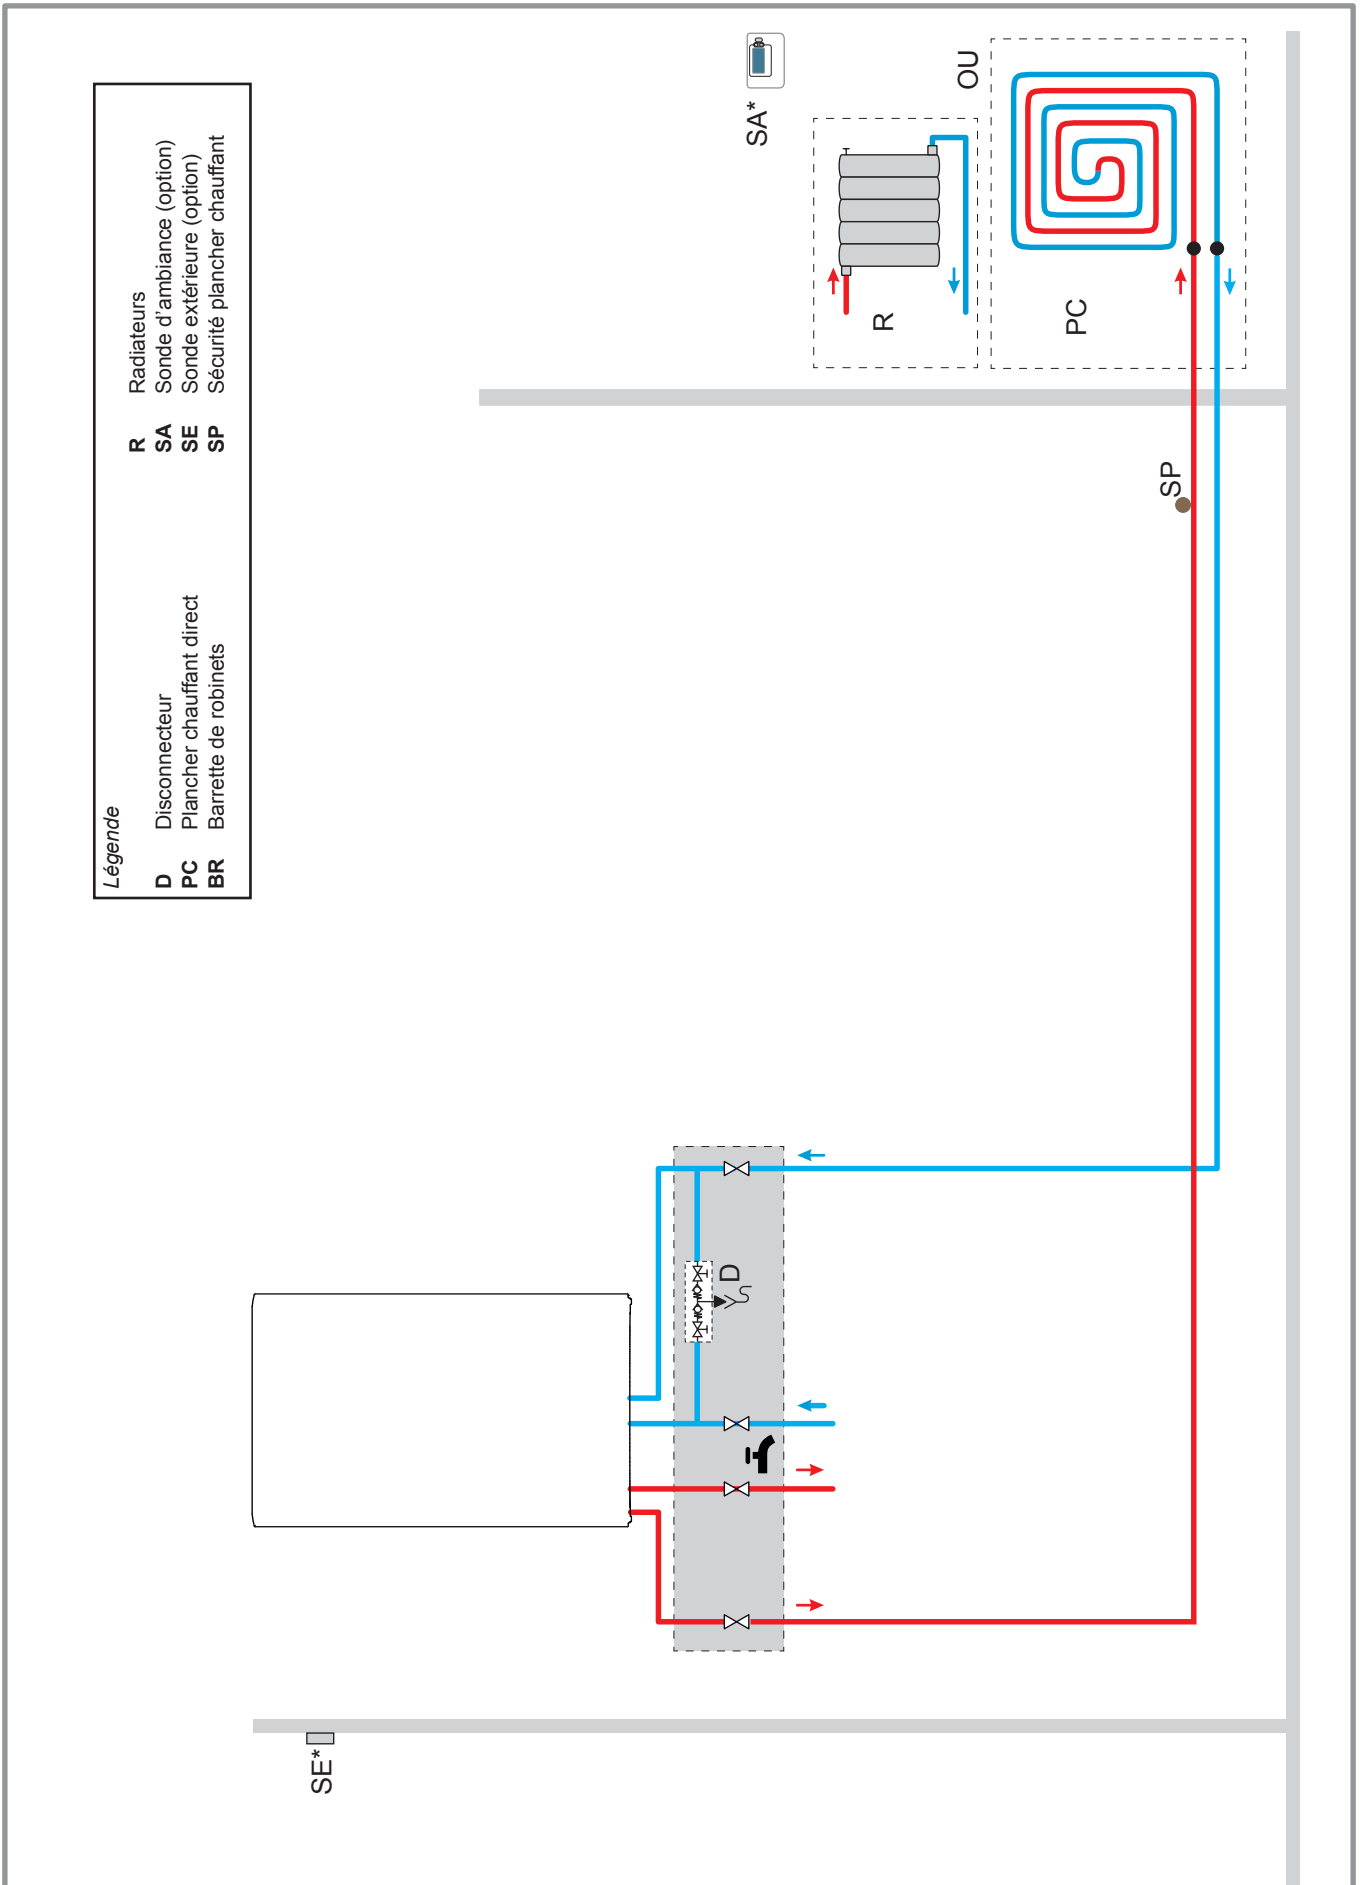 Légende
D Disconnecteur
PC Plancher chauffant direct
BR Barrette de robinets
R Radiateurs
SA Sonde d'ambiance (option)
SE Sonde extérieure (option)
SP Sécurité plancher chauffant
SE*
D
SP
SA*
R
OU
PC